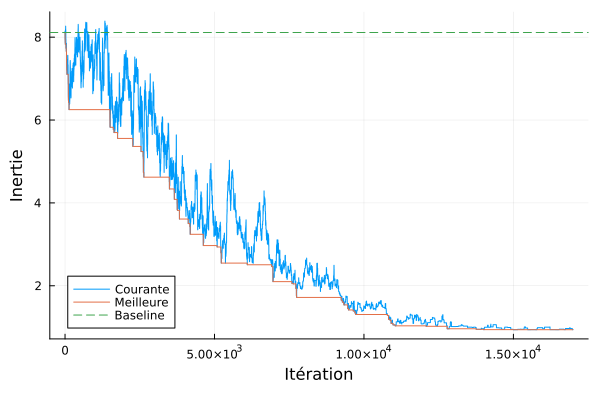 8
6
4
2
0
5.00×10³
1.00×10⁴
1.50×10⁴
Inertie
Itération
Courante
Meilleure
Baseline